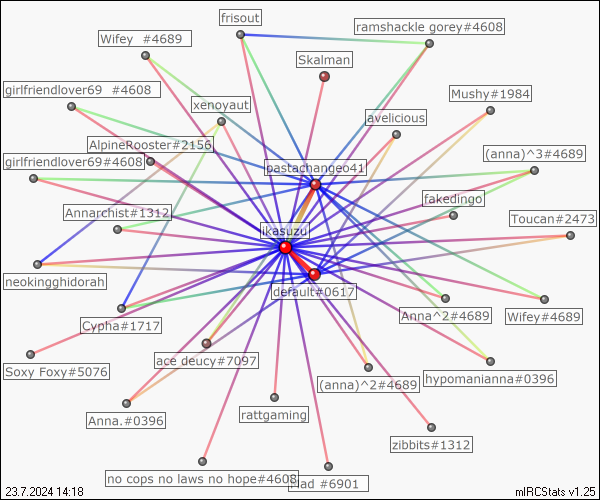 frisout
ramshackle gorey#4608
Wifey #4689
Skalman
girlfriendlover69 #4608
Mushy#1984
xenoyaut
avelicious
AlpineRooster#2156
(anna)^3#4689
girlfriendlover69#4608
pastachangeo41
fakedingo
Annarchist#1312
Toucan#2473
ikasuzu
neokingghidorah
default#0617
Anna^2#4689
Wifey#4689
Cypha#1717
ace deucy#7097
Soxy Foxy#5076
(anna)^2#4689
hypomanianna#0396
Anna.#0396
rattgaming
zibbits#1312
no cops no laws no hope#4608
#6901
23.7.2024 14:18
mIRCStats v1.25